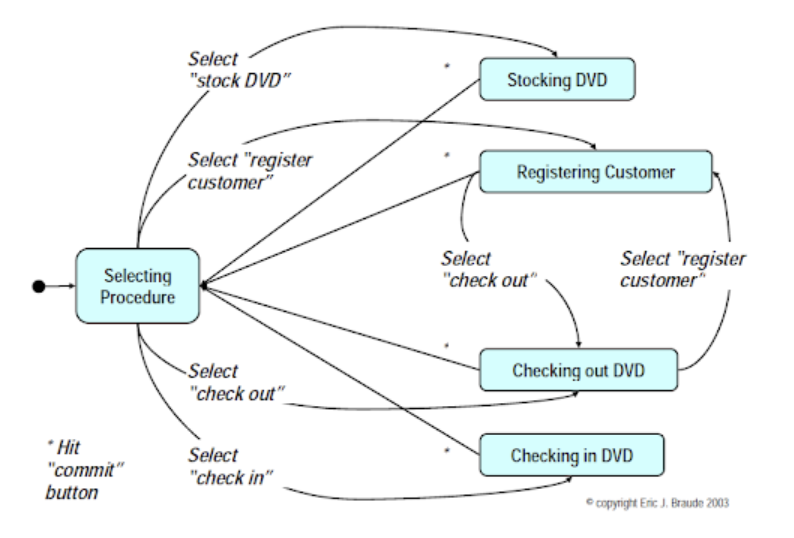 Select
"stock DVD"
*
Stocking DVD
Select "register
customer"
*
Registering Customer
Select
"check out"
Select "register
customer"
Selecting
Procedure
*
Checking out DVD
Select
"check out"
* Hit
"commit"
button
Select
"check in"
*
Checking in DVD
© copyright Eric J. Braude 2003